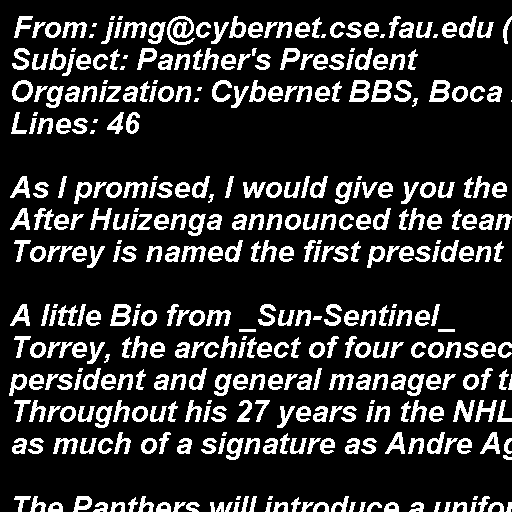 From: jimg@cybernet.cse.fau.edu (
Subject: Panther's President
Organization: Cybernet BBS, Boca
Lines: 46
As I promised, I would give you the
After Huizenga announced the team
Torrey is named the first president
A little Bio from _Sun-Sentinel_
Torrey, the architect of four consec
persident and general manager of t
Throughout his 27 years in the NHL
as much of a signature as Andre Ag
The Panthers will introduce a unifor